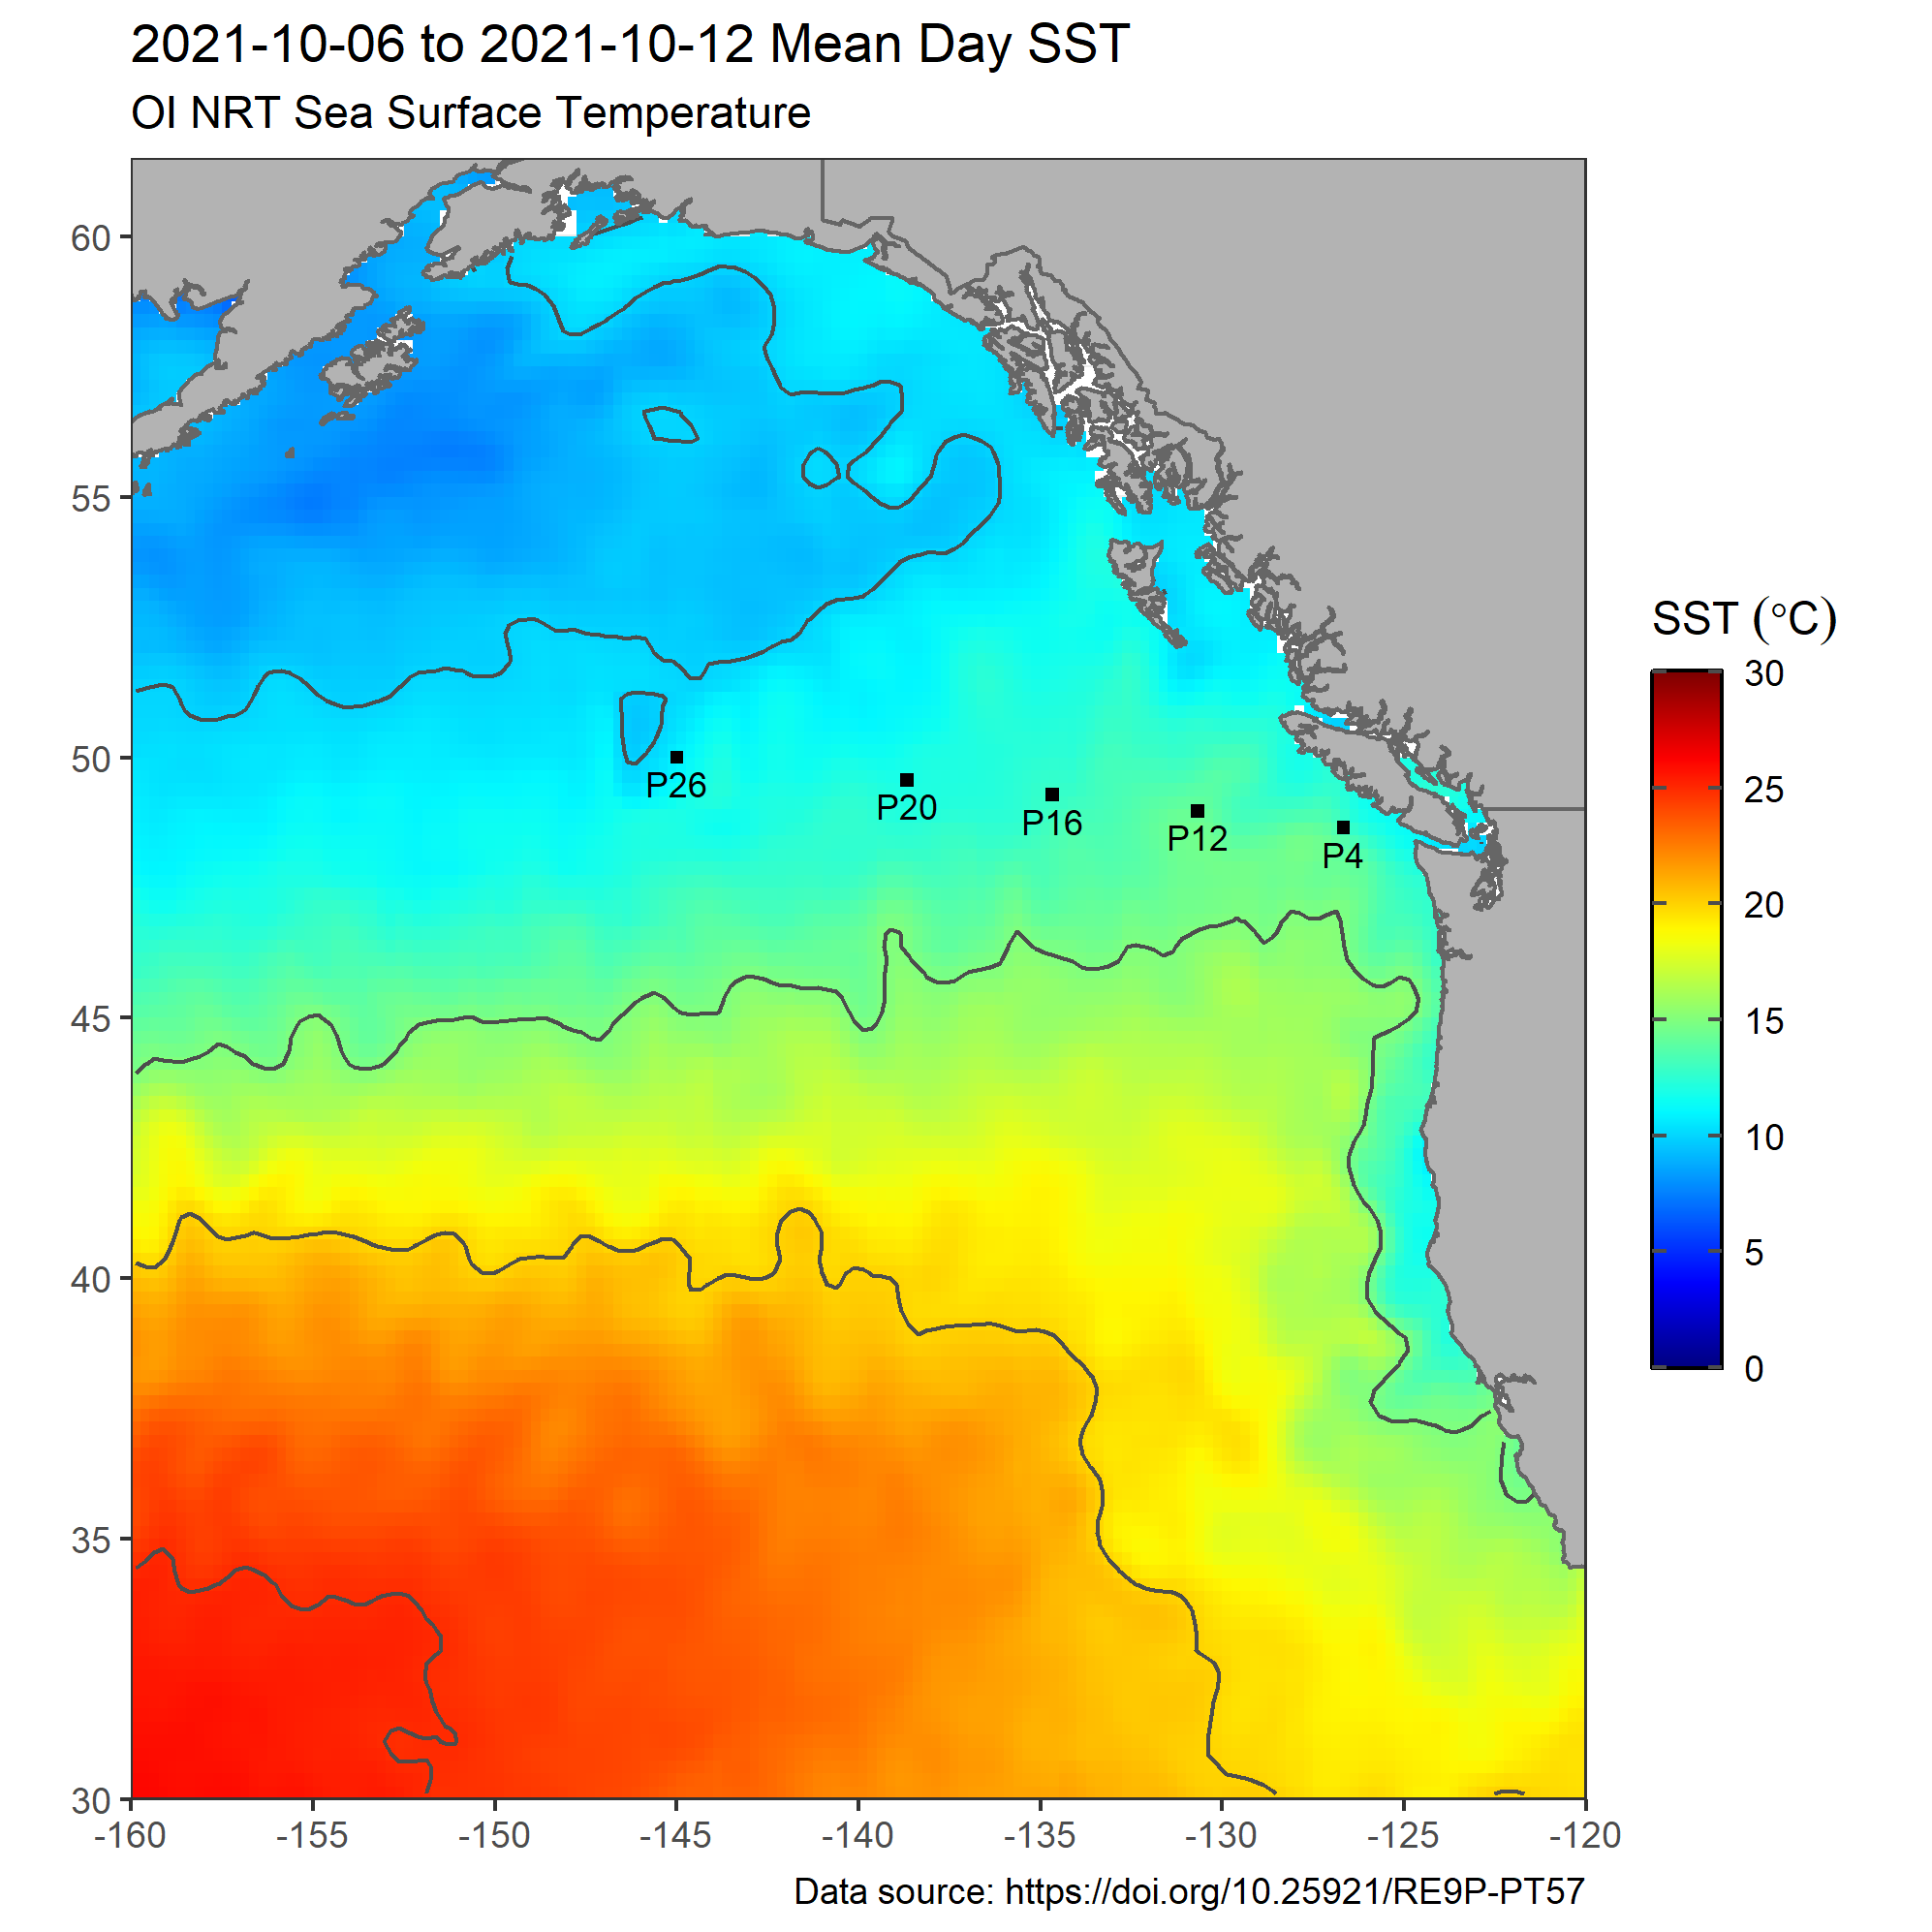 2021-10-06 to 2021-10-12 Mean Day SST
OI NRT Sea Surface Temperature
60
55
50
45
40
35
30
P26
P20
P16
P12
P4
-160
-155
-150
-145
-140
-135
-130
-125
-120
SST (°C)
30
25
20
15
10
5
0
Data source: https://doi.org/10.25921/RE9P-PT57